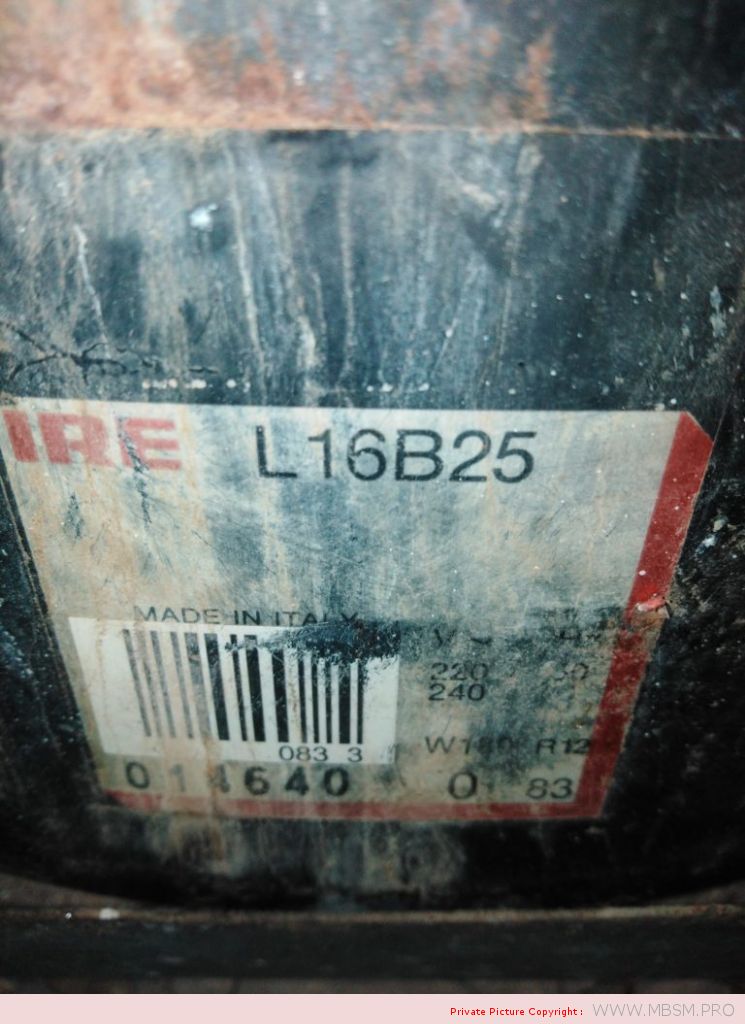 IRE L16B25
MADE IN ITALY
220
240
R12
083 3
640 0 83
Private Picture Copyright : WWW.MBSM.PRO